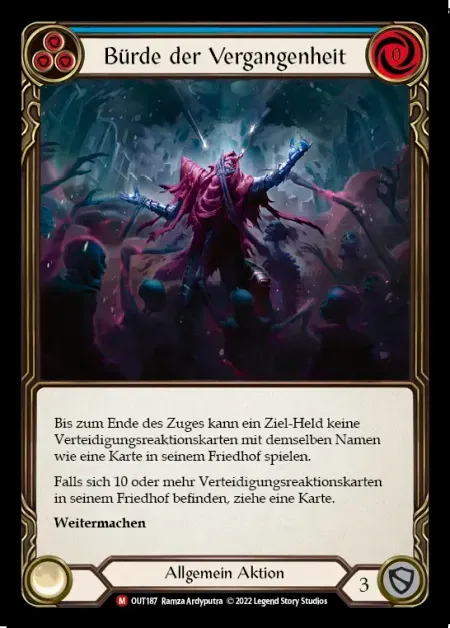 Bürde der Vergangenheit
0
Bis zum Ende des Zuges kann ein Ziel-Held keine
Verteidigungsreaktionskarten mit demselben Namen
wie eine Karte in seinem Friedhof spielen.
Falls sich 10 oder mehr Verteidigungsreaktionskarten
in seinem Friedhof befinden, ziehe eine Karte.
Weitermachen
Allgemein Aktion
3
M OUT187 Ramza Ardyputra © 2022 Legend Story Studios